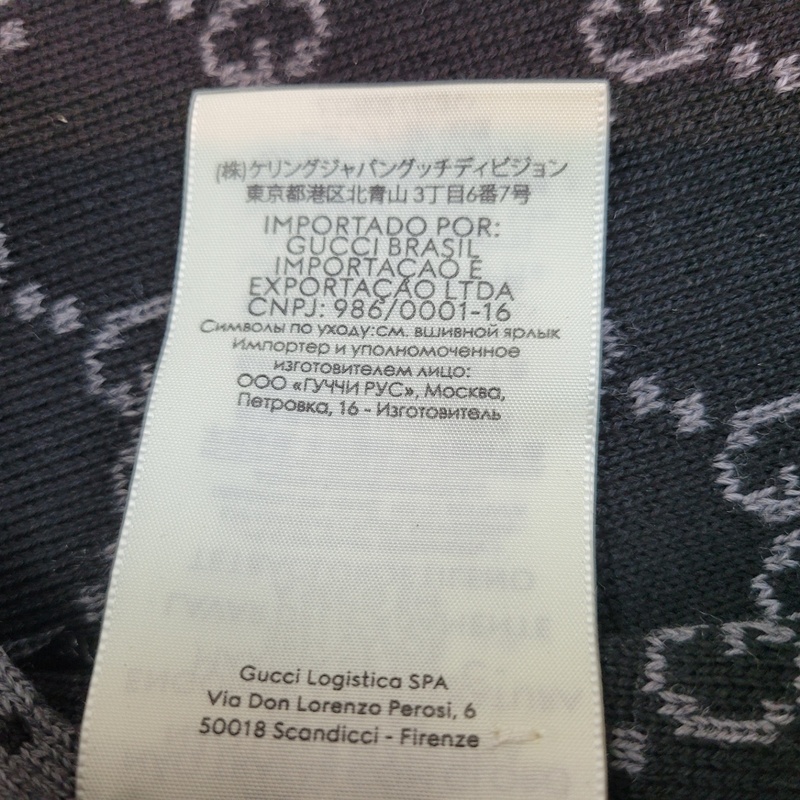 (株)ケリングジャパングッチディビジョン
東京都港区北青山 3丁目6番7号
IMPORTADO POR:
GUCCI BRASIL
IMPORTAÇAO E
EXPORTAÇAO LTDA
CNPJ: 986/0001-16
Символы по уходу:см. вшивной ярлык
Импортер и уполномоченное
изготовителем лицо:
ООО «ГУЧЧИ РУС», Москва,
Петровка, 16 - Изготовитель
Gucci Logistica SPA
Via Don Lorenzo Perosi, 6
50018 Scandicci - Firenze